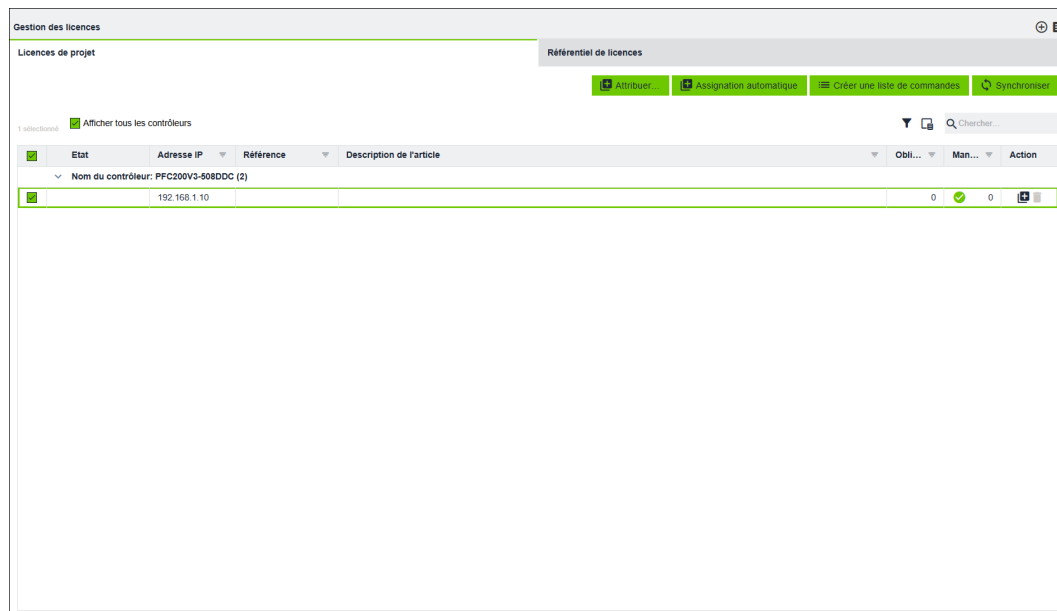 Gestion des licences
Licences de projet Référentiel de licences
Attribuer... Assignation automatique Créer une liste de commandes Synchroniser
1 sélectionné Afficher tous les contrôleurs Chercher...
Etat Adresse IP Référence Description de l'article Obli... Man... Action
Nom du contrôleur: PFC200V3-508DDC (2)
192.168.1.10 0 0